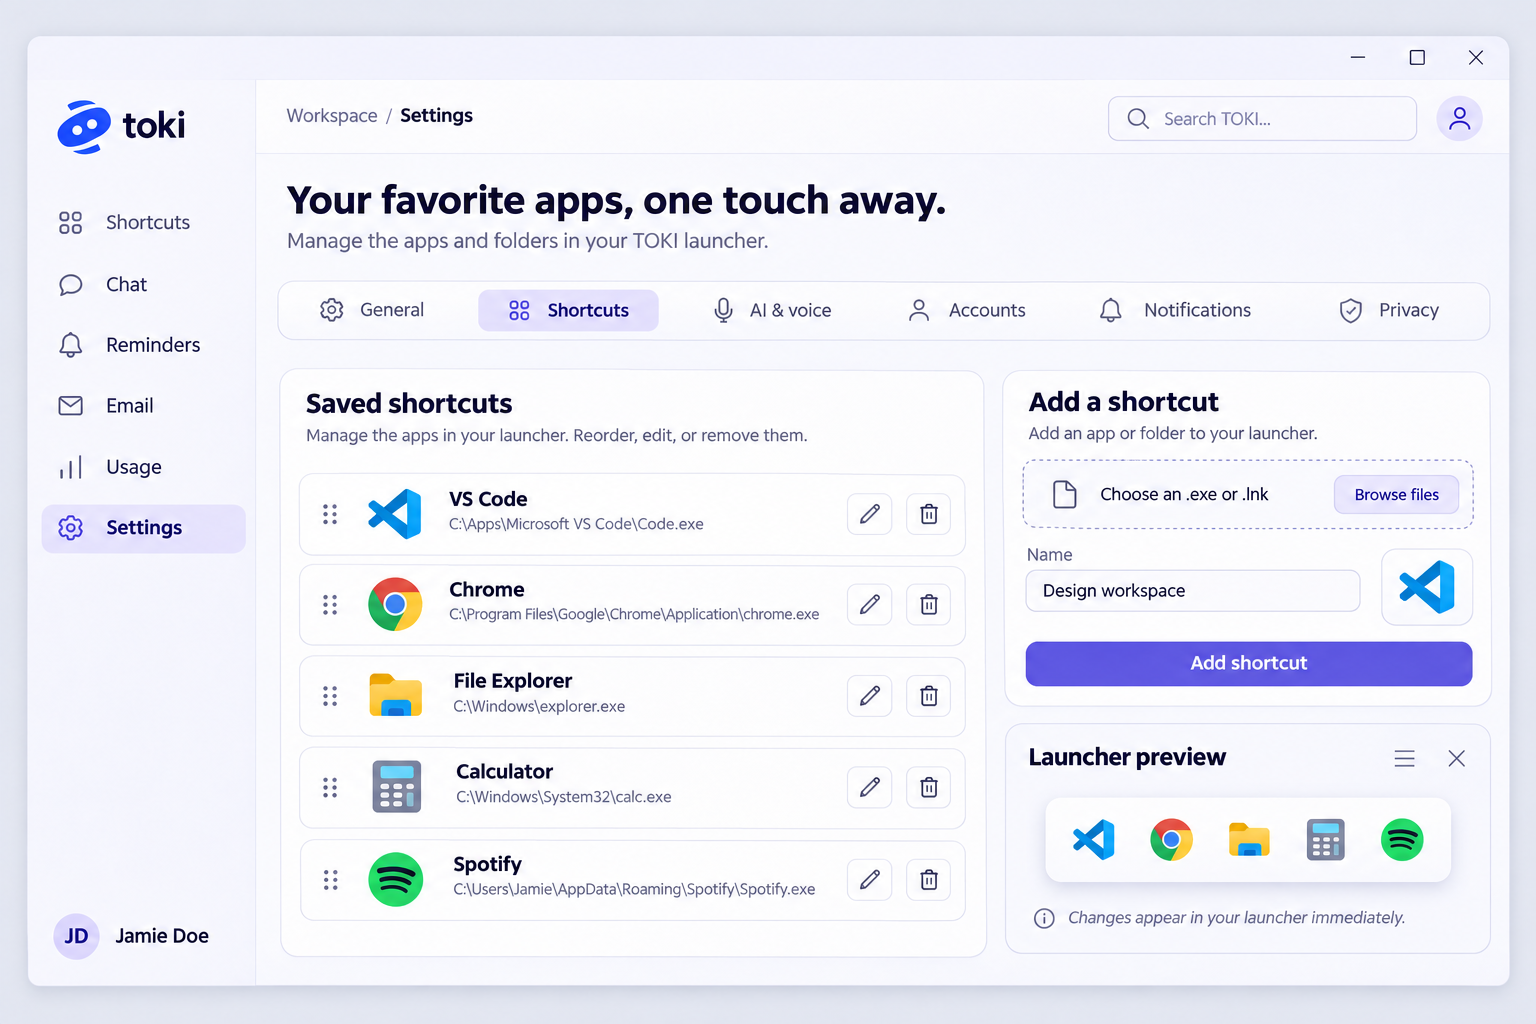 toki
Workspace / Settings
Search TOKI...
Shortcuts
Chat
Reminders
Email
Usage
Settings
JD
Jamie Doe
Your favorite apps, one touch away.
Manage the apps and folders in your TOKI launcher.
General
Shortcuts
AI & voice
Accounts
Notifications
Privacy
Saved shortcuts
Manage the apps in your launcher. Reorder, edit, or remove them.
VS Code
C:\Apps\Microsoft VS Code\Code.exe
Chrome
C:\Program Files\Google\Chrome\Application\chrome.exe
File Explorer
C:\Windows\explorer.exe
Calculator
C:\Windows\System32\calc.exe
Spotify
C:\Users\Jamie\AppData\Roaming\Spotify\Spotify.exe
Add a shortcut
Add an app or folder to your launcher.
Choose an .exe or .lnk
Browse files
Name
Design workspace
Add shortcut
Launcher preview
Changes appear in your launcher immediately.